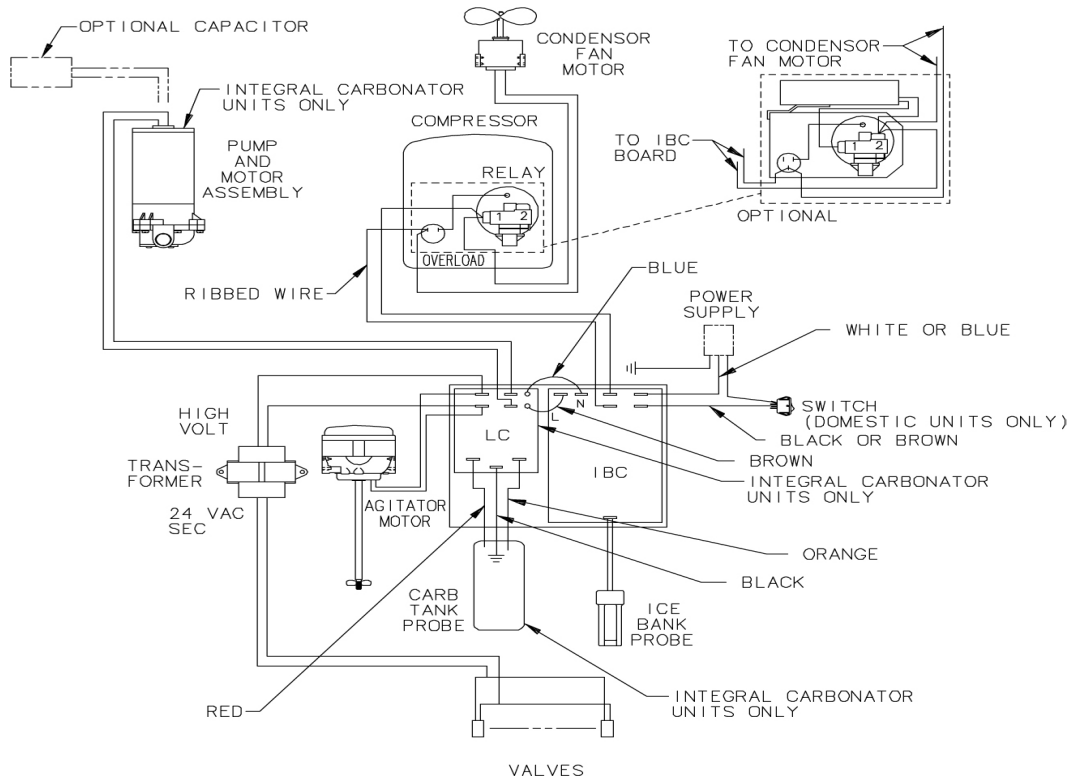 OPTIONAL CAPACITOR
CONDENSOR
FAN
MOTOR
TO CONDENSOR
FAN MOTOR
INTEGRAL CARBONATOR
UNITS ONLY
COMPRESSOR
TO IBC
BOARD
1 2
PUMP
AND
MOTOR
ASSEMBLY
RELAY
1 2
OPTIONAL
OVERLOAD
RIBBED WIRE
BLUE
POWER
SUPPLY
WHITE OR BLUE
HIGH
VOLT
L
N
SWITCH
(DOMESTIC UNITS ONLY)
LC
BLACK OR BROWN
BROWN
TRANS-
FORMER
IBC
INTEGRAL CARBONATOR
UNITS ONLY
24 VAC
SEC
AGITATOR
MOTOR
ORANGE
BLACK
CARB
TANK
PROBE
ICE
BANK
PROBE
RED
INTEGRAL CARBONATOR
UNITS ONLY
VALVES